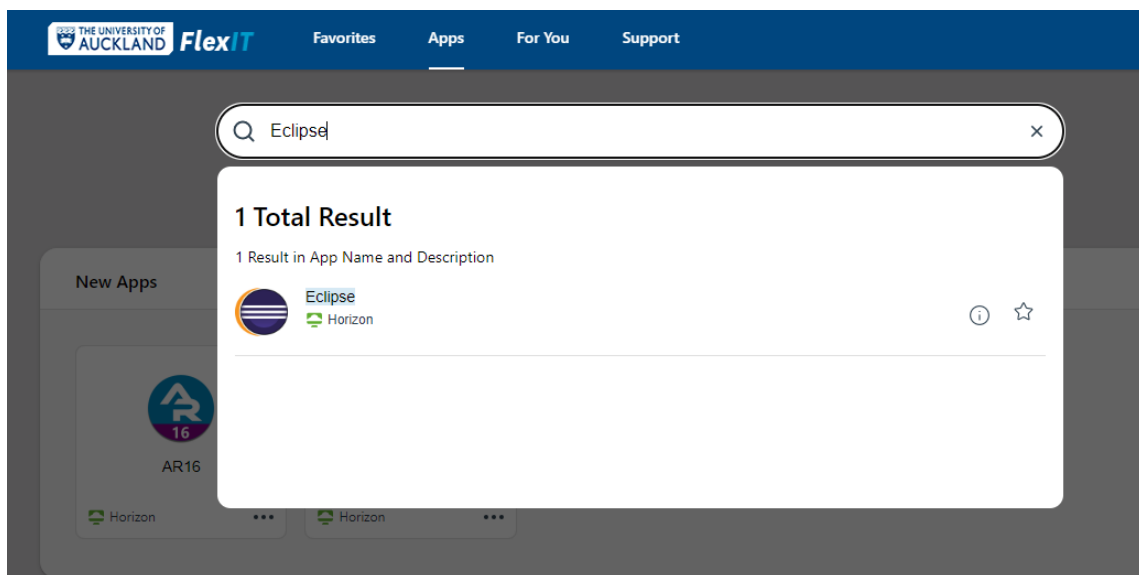 THE UNIVERSITY OF
AUCKLAND
FlexIT
Favorites
Apps
For You
Support
Eclipse
1 Total Result
1 Result in App Name and Description
Eclipse
Horizon
New Apps
16
AR16
Horizon
Horizon